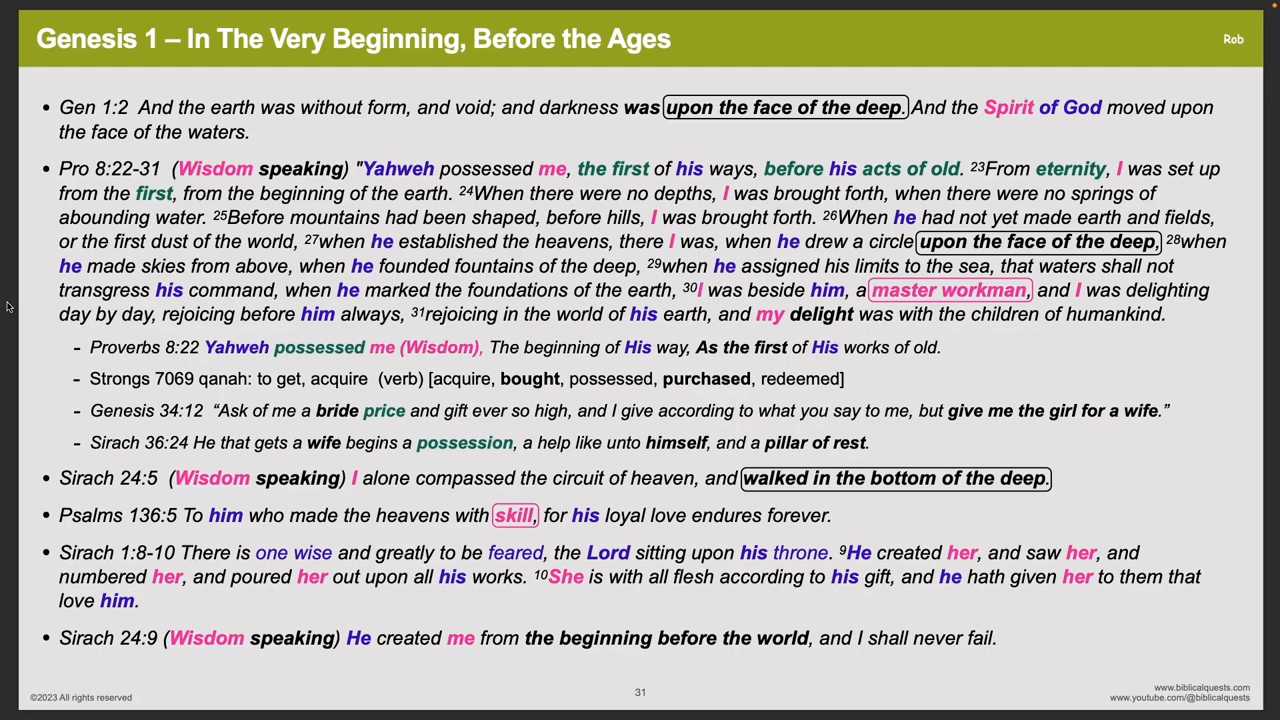 Genesis 1 – In The Very Beginning, Before the Ages
Rob
• Gen 1:2 And the earth was without form, and void; and darkness was upon the face of the deep. And the Spirit of God moved upon
the face of the waters.
• Pro 8:22-31 (Wisdom speaking) "Yahweh possessed me, the first of his ways, before his acts of old. 23From eternity, I was set up
from the first, from the beginning of the earth. 24When there were no depths, I was brought forth, when there were no springs of
abounding water. 25Before mountains had been shaped, before hills, I was brought forth. 26When he had not yet made earth and fields,
or the first dust of the world, 27when he established the heavens, there I was, when he drew a circle upon the face of the deep, 28when
he made skies from above, when he founded fountains of the deep, 29when he assigned his limits to the sea, that waters shall not
transgress his command, when he marked the foundations of the earth, 30I was beside him, a master workman, and I was delighting
day by day, rejoicing before him always, 31rejoicing in the world of his earth, and my delight was with the children of humankind.
- Proverbs 8:22 Yahweh possessed me (Wisdom), The beginning of His way, As the first of His works of old.
- Strongs 7069 qanah: to get, acquire (verb) [acquire, bought, possessed, purchased, redeemed]
- Genesis 34:12 “Ask of me a bride price and gift ever so high, and I give according to what you say to me, but give me the girl for a wife.”
- Sirach 36:24 He that gets a wife begins a possession, a help like unto himself, and a pillar of rest.
• Sirach 24:5 (Wisdom speaking) I alone compassed the circuit of heaven, and walked in the bottom of the deep.
• Psalms 136:5 To him who made the heavens with skill, for his loyal love endures forever.
• Sirach 1:8-10 There is one wise and greatly to be feared, the Lord sitting upon his throne. 9He created her, and saw her, and
numbered her, and poured her out upon all his works. 10She is with all flesh according to his gift, and he hath given her to them that
love him.
• Sirach 24:9 (Wisdom speaking) He created me from the beginning before the world, and I shall never fail.
©2023 All rights reserved
31
www.biblicalquests.com
www.youtube.com/@biblicalquests